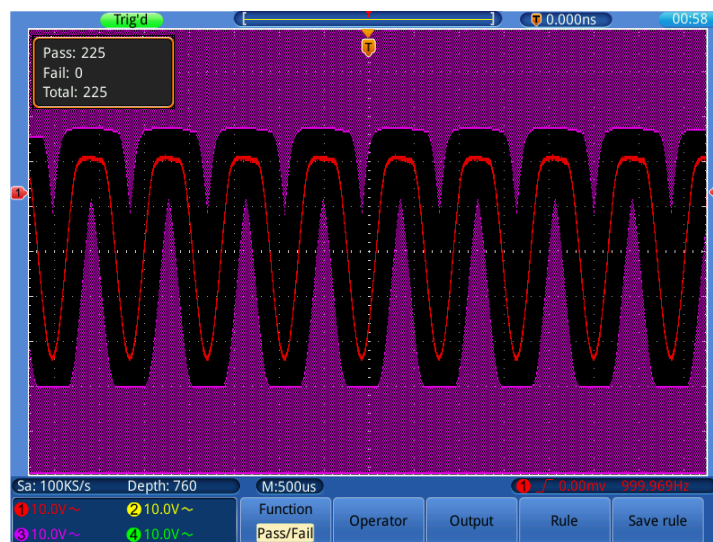 Trig'd [ ] T 0.000ns 00:58
Pass: 225
Fail: 0
Total: 225
T
1
Sa: 100KS/s Depth: 760 M:500us 1 0.00mv 999.969Hz
1 10.0V~ 2 10.0V~
3 10.0V~ 4 10.0V~
Function
Pass/Fail
Operator
Output
Rule
Save rule